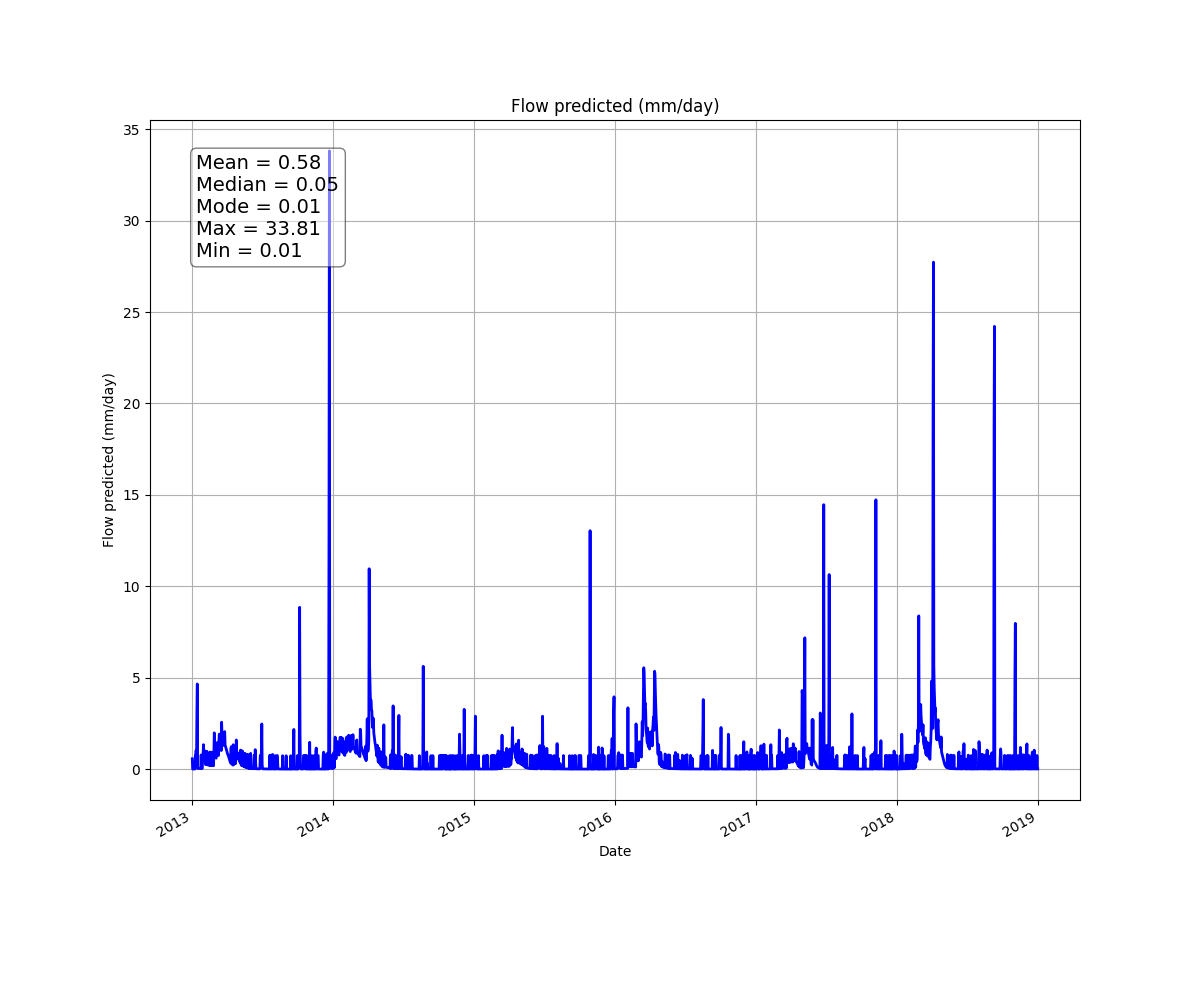 Flow predicted (mm/day)
35
30
25
20
15
10
5
0
Flow predicted (mm/day)
Mean = 0.58
Median = 0.05
Mode = 0.01
Max = 33.81
Min = 0.01
2013
2014
2015
2016
2017
2018
2019
Date